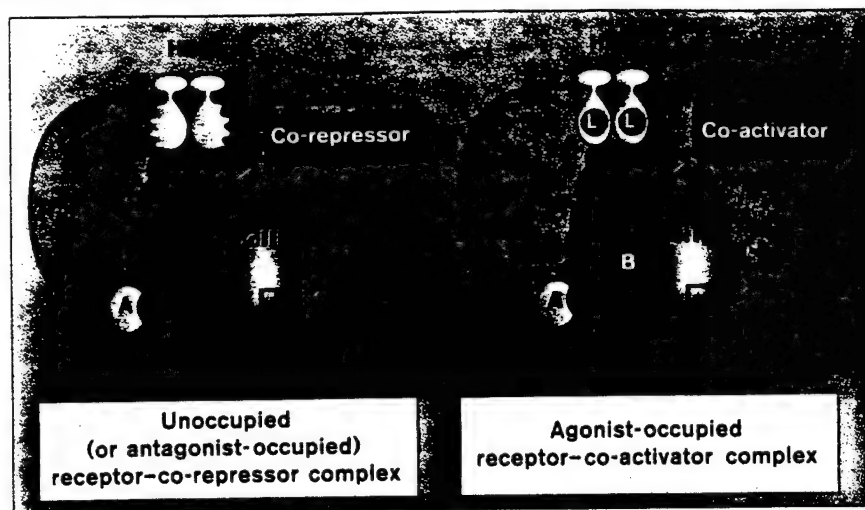 Co-repressor
A
L L
Co-activator
A
B
Unoccupied
(or antagonist-occupied)
receptor–co-repressor complex
Agonist-occupied
receptor–co-activator complex